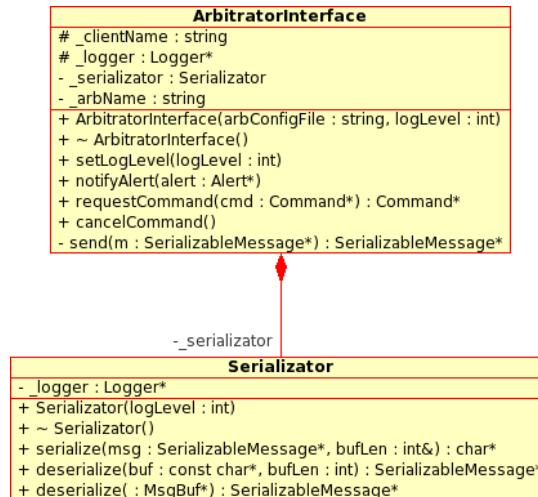 ArbitratorInterface
# _clientName : string
# _logger : Logger*
- _serializator : Serializator
- _arbName : string
+ ArbitratorInterface(arbConfigFile : string, logLevel : int)
+ ~ ArbitratorInterface()
+ setLogLevel(logLevel : int)
+ notifyAlert(alert : Alert*)
+ requestCommand(cmd : Command*) : Command*
+ cancelCommand()
- send(m : SerializableMessage*) : SerializableMessage*
-_serializator
Serializator
- _logger : Logger*
+ Serializator(logLevel : int)
+ ~ Serializator()
+ serialize(msg : SerializableMessage*, bufLen : int&) : char*
+ deserialize(buf : const char*, bufLen : int) : SerializableMessage*
+ deserialize( : MsgBuf*) : SerializableMessage*